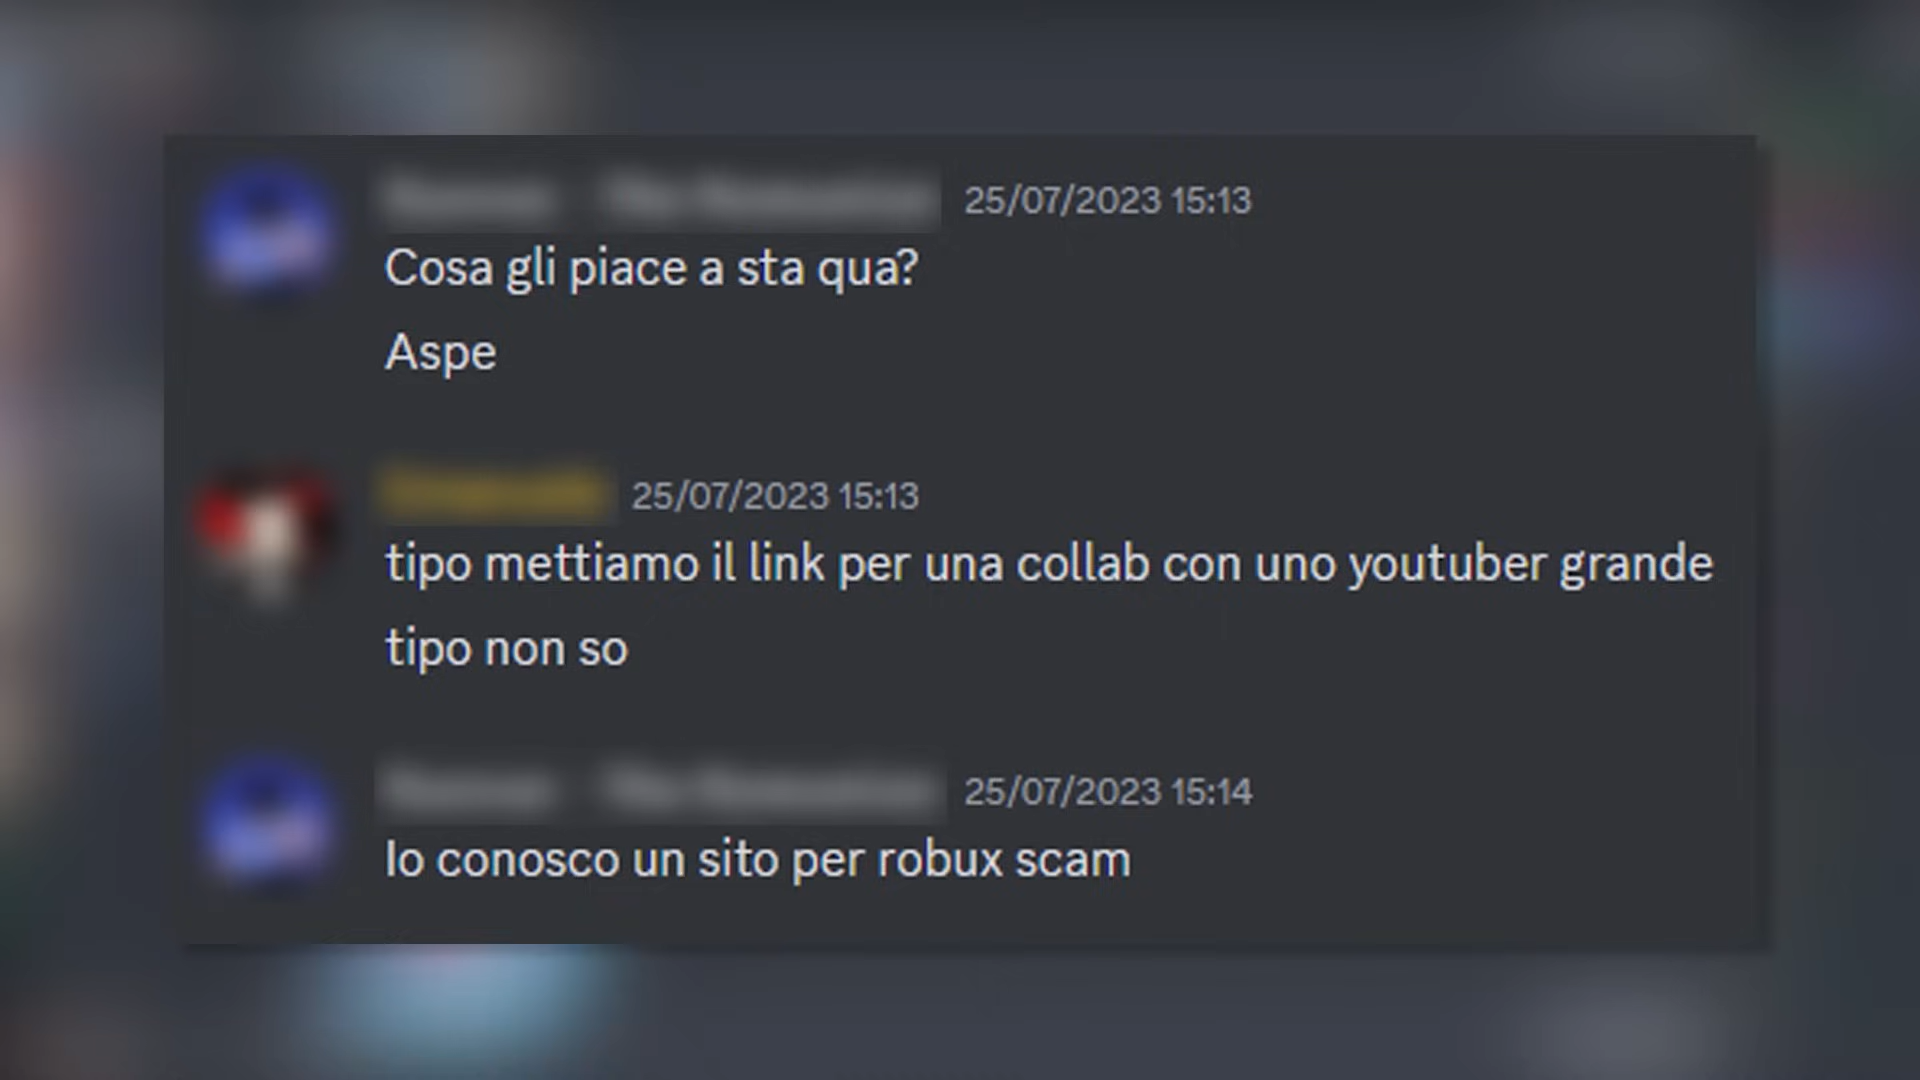 25/07/2023 15:13
Cosa gli piace a sta qua?
Aspe
25/07/2023 15:13
tipo mettiamo il link per una collab con uno youtuber grande
tipo non so
25/07/2023 15:14
Io conosco un sito per robux scam